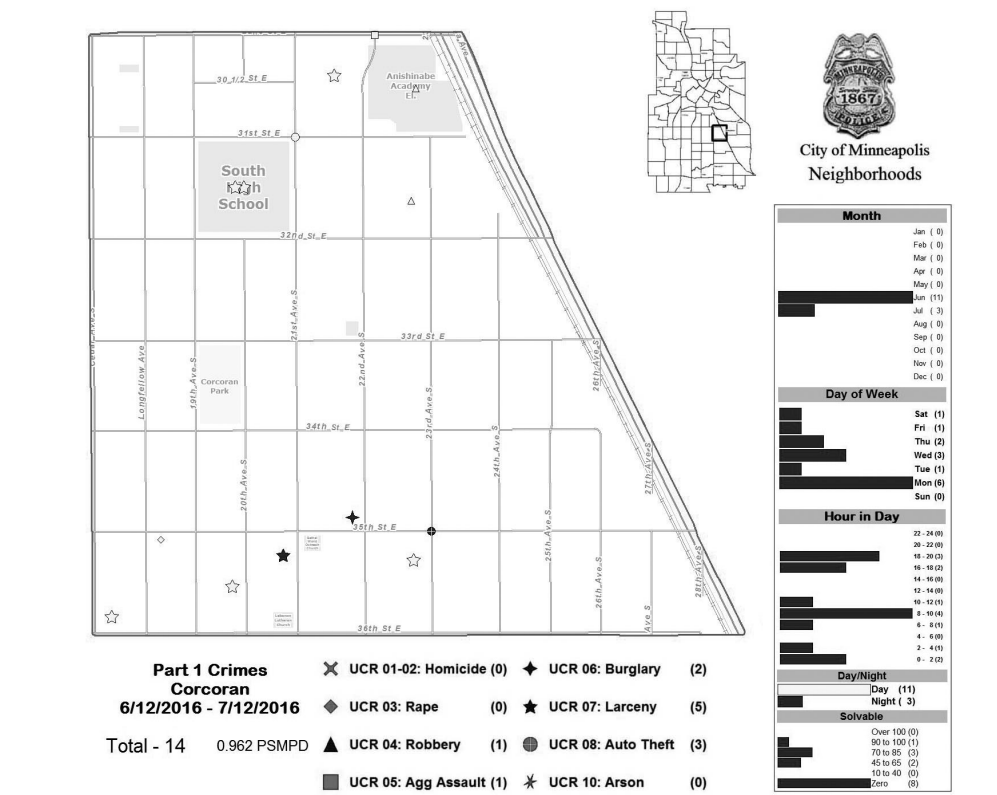 Anishinabe
Academy
El.
30 1/2 St E
31st St E
South
High
School
32nd St E
21st Ave S
33rd St E
Longfellow Ave
19th Ave S
22nd Ave S
23rd Ave S
26th Ave S
Corcoran
Park
34th St E
24th Ave S
27th Ave S
20th Ave S
35th St E
25th Ave S
26th Ave S
28th Ave S
Ave S
36th St E
MINNEAPOLIS
1867
POLICE
City of Minneapolis
Neighborhoods
Month
Jan ( 0)
Feb ( 0)
Mar ( 0)
Apr ( 0)
May ( 0)
Jun (11)
Jul ( 3)
Aug ( 0)
Sep ( 0)
Oct ( 0)
Nov ( 0)
Dec ( 0)
Day of Week
Sat (1)
Fri (1)
Thu (2)
Wed (3)
Tue (1)
Mon (6)
Sun (0)
Hour in Day
22 - 24 (0)
20 - 22 (0)
18 - 20 (3)
16 - 18 (2)
14 - 16 (0)
12 - 14 (0)
10 - 12 (1)
8 - 10 (4)
6 - 8 (1)
4 - 6 (0)
2 - 4 (1)
0 - 2 (2)
Day/Night
Day (11)
Night ( 3)
Solvable
Over 100 (0)
90 to 100 (1)
70 to 85 (3)
45 to 65 (2)
10 to 40 (0)
Zero (8)
Part 1 Crimes
Corcoran
6/12/2016 - 7/12/2016
Total - 14 0.962 PSMPD
UCR 01-02: Homicide (0)
UCR 03: Rape (0)
UCR 04: Robbery (1)
UCR 05: Agg Assault (1)
UCR 06: Burglary (2)
UCR 07: Larceny (5)
UCR 08: Auto Theft (3)
UCR 10: Arson (0)